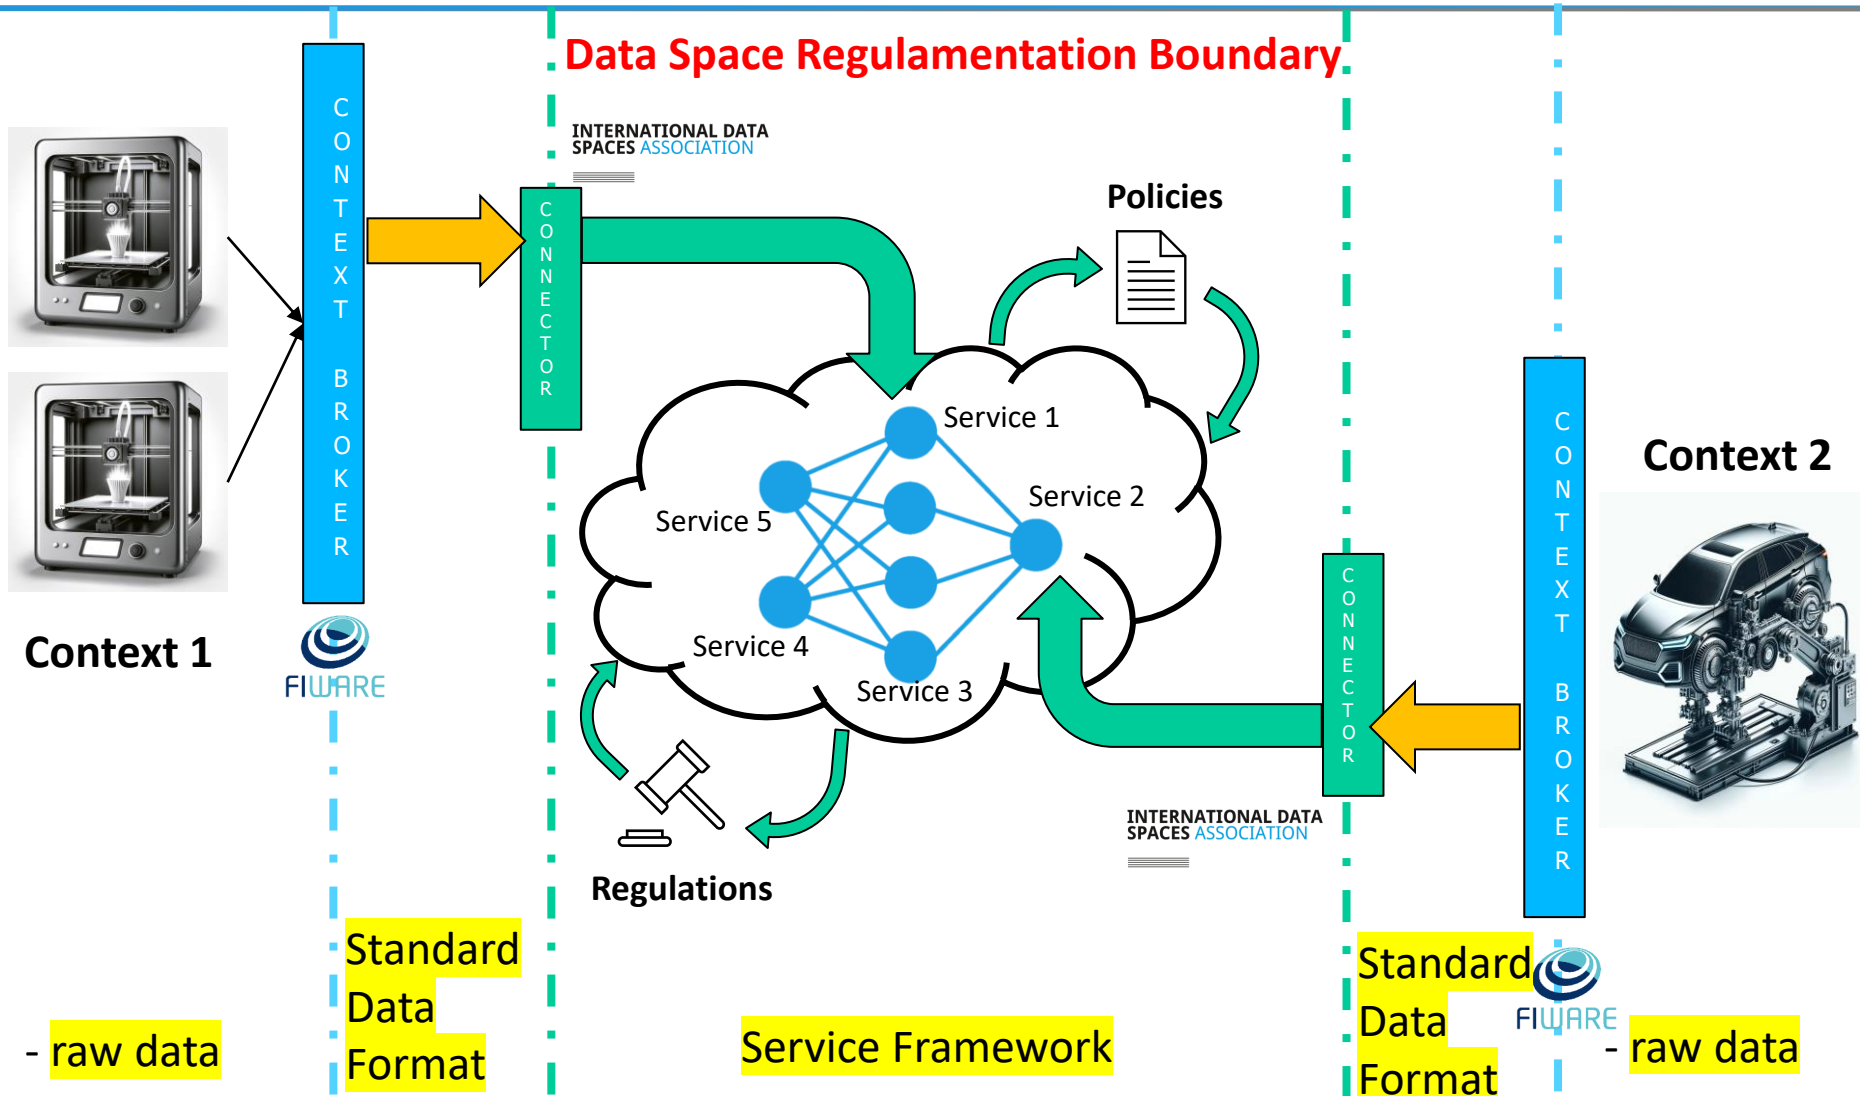 Data Space Regulamentation Boundary
CONTEXT BROKER
INTERNATIONAL DATA
SPACES ASSOCIATION
CONNECTOR
Policies
Service 1
Service 2
Service 5
Service 4
Service 3
Context 1
FIWARE
Regulations
CONNECTOR
CONTEXT BROKER
Context 2
INTERNATIONAL DATA
SPACES ASSOCIATION
FIWARE
- raw data
Standard
Data
Format
Service Framework
Standard
Data
Format
- raw data